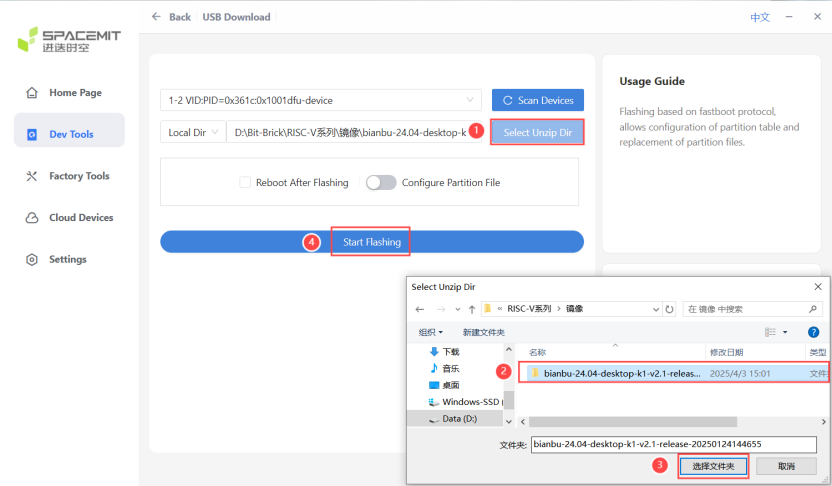 SPACEMIT
进迭时空
Back USB Download
中文
Home Page
Dev Tools
Factory Tools
Cloud Devices
Settings
1-2 VID:PID=0x361c:0x1001dfu-device
Scan Devices
Local Dir D:\Bit-Brick\RISC-V系列\镜像\bianbu-24.04-desktop-k
1
Select Unzip Dir
Reboot After Flashing Configure Partition File
4
Start Flashing
Usage Guide
Flashing based on fastboot protocol,
allows configuration of partition table and
replacement of partition files.
Select Unzip Dir
« RISC-V系列 > 镜像
在 镜像 中搜索
组织 新建文件夹
?
下载
音乐
桌面
Windows-SSD (
Data (D:)
名称 修改日期 类型
2
bianbu-24.04-desktop-k1-v2.1-releas... 2025/4/3 15:01 文件
文件夹: bianbu-24.04-desktop-k1-v2.1-release-20250124144655
3
选择文件夹 取消